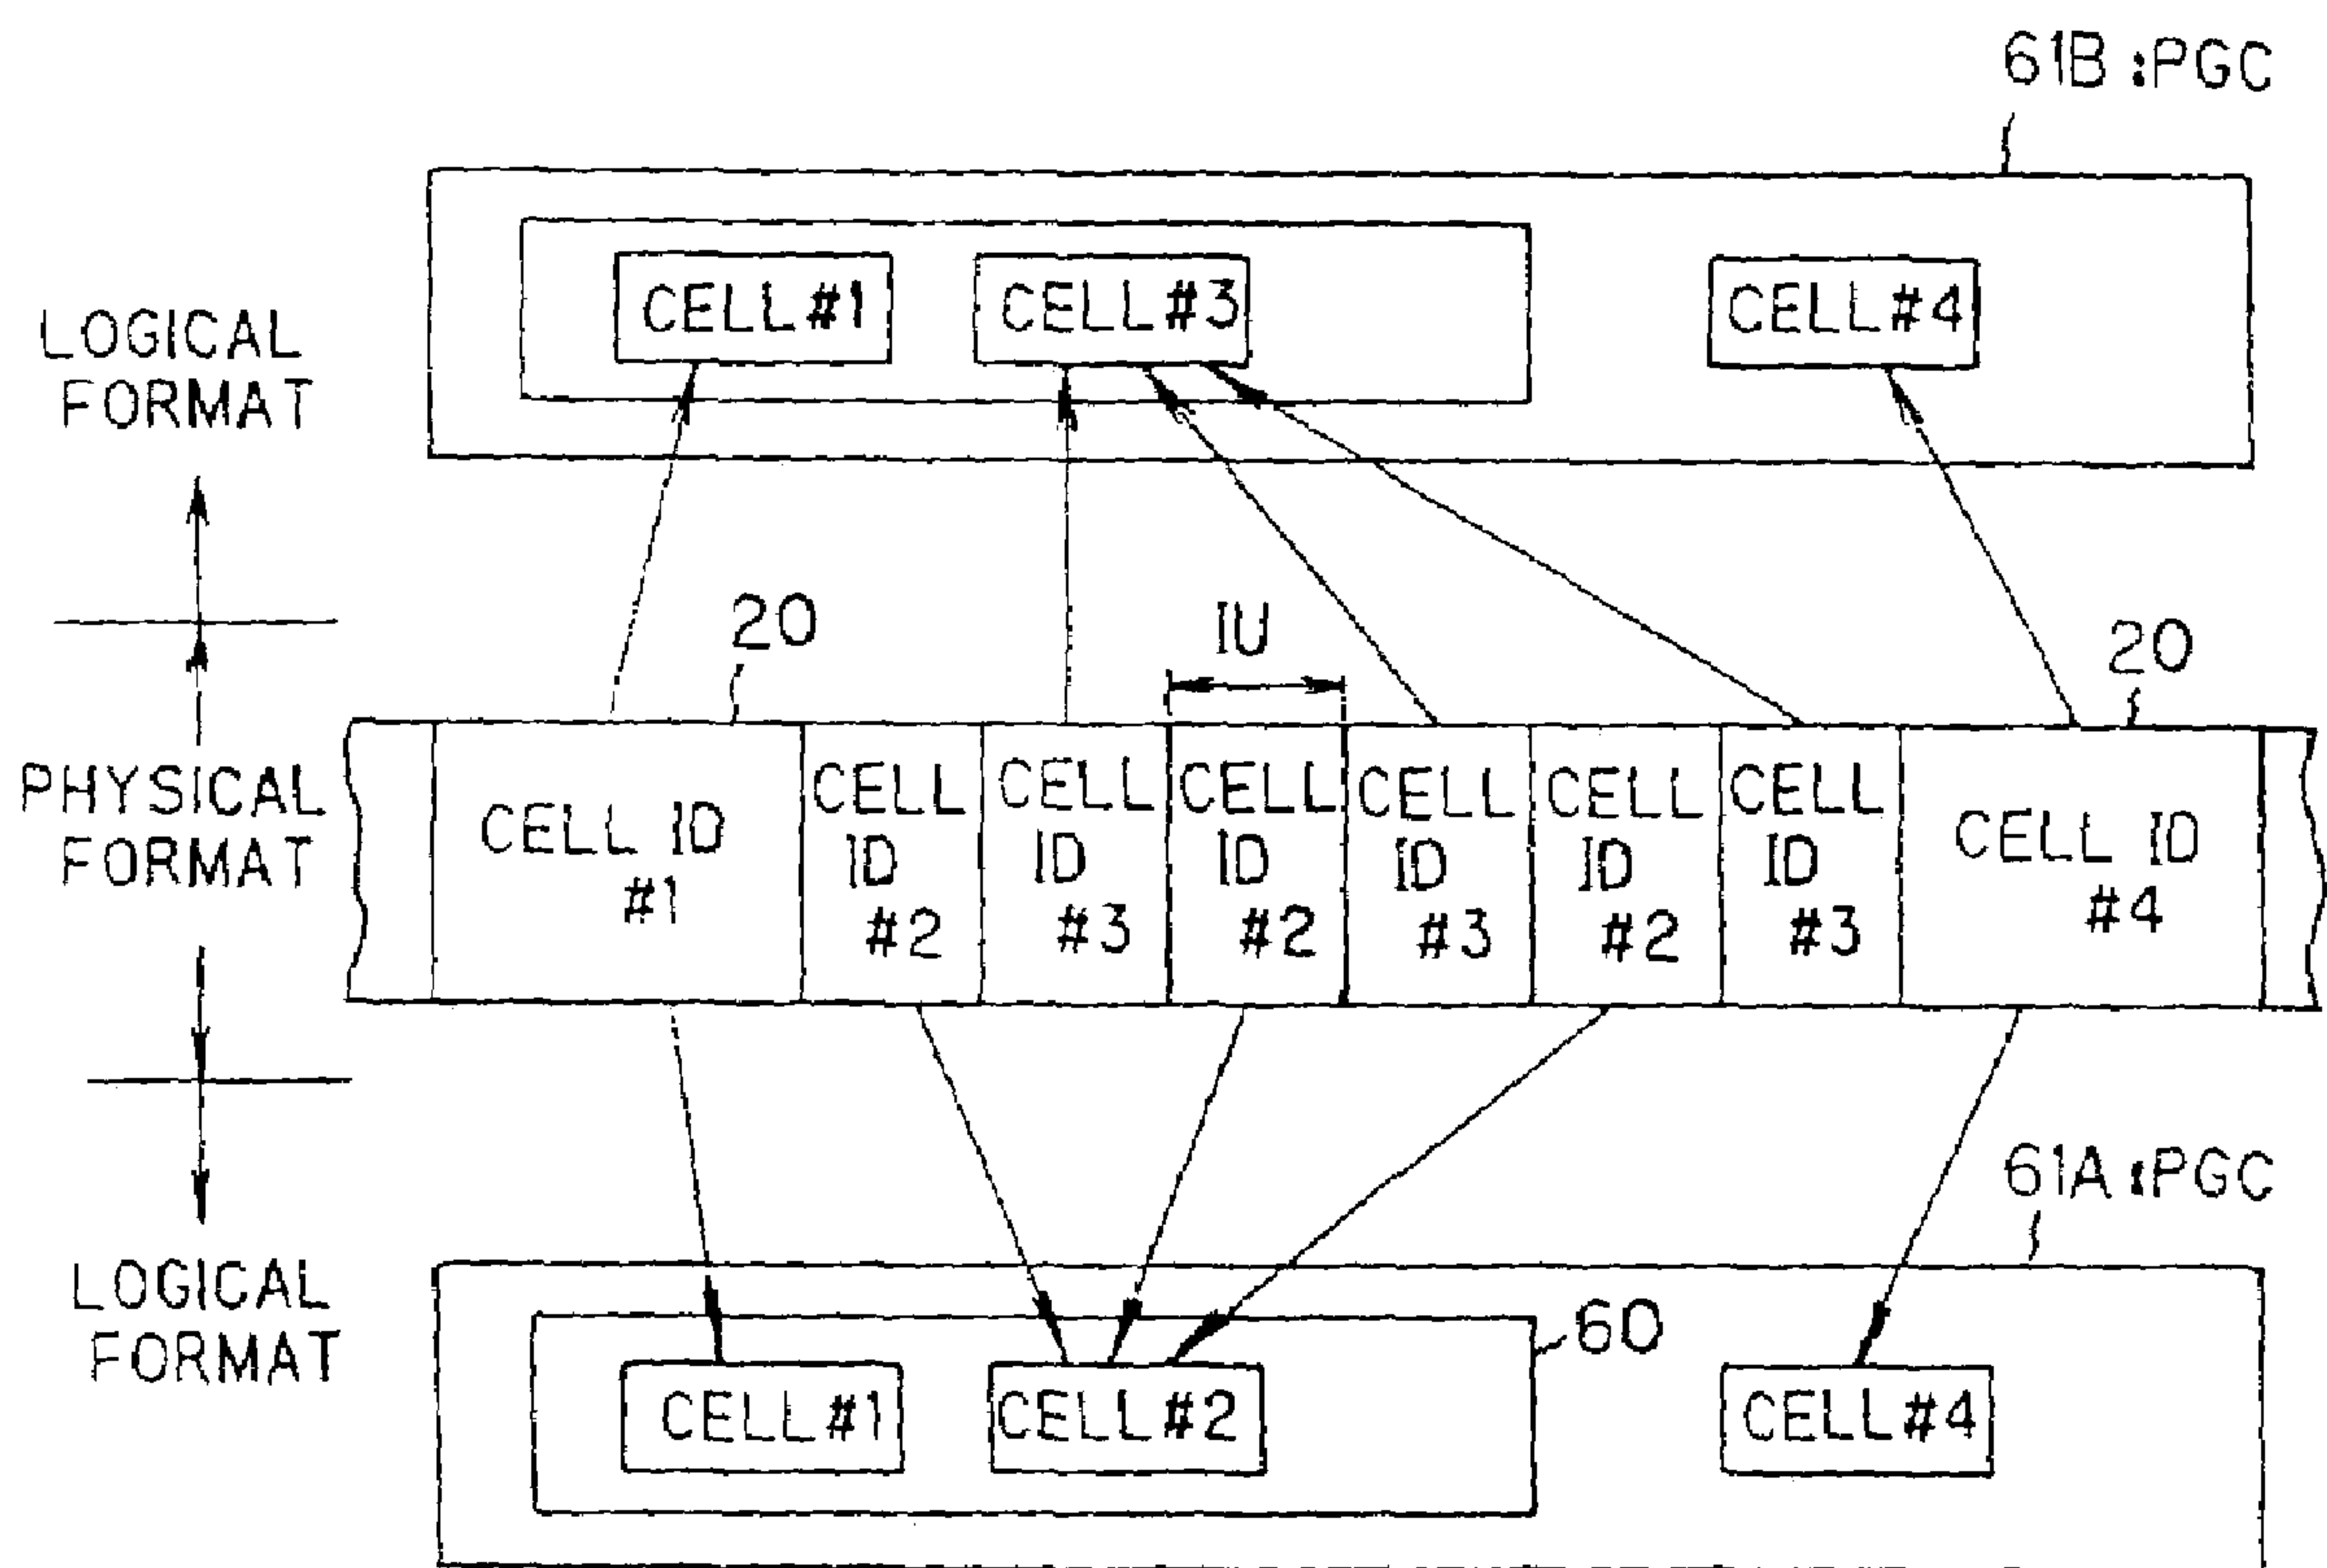 61B :PGC
CELL #1
CELL #3
CELL #4
LOGICAL
FORMAT
20
IU
20
PHYSICAL
FORMAT
CELL ID
#1
CELL
ID
#2
CELL
ID
#3
CELL
ID
#2
CELL
ID
#3
CELL
ID
#2
CELL
ID
#3
CELL ID
#4
61A :PGC
LOGICAL
FORMAT
60
CELL #1
CELL #2
CELL #4